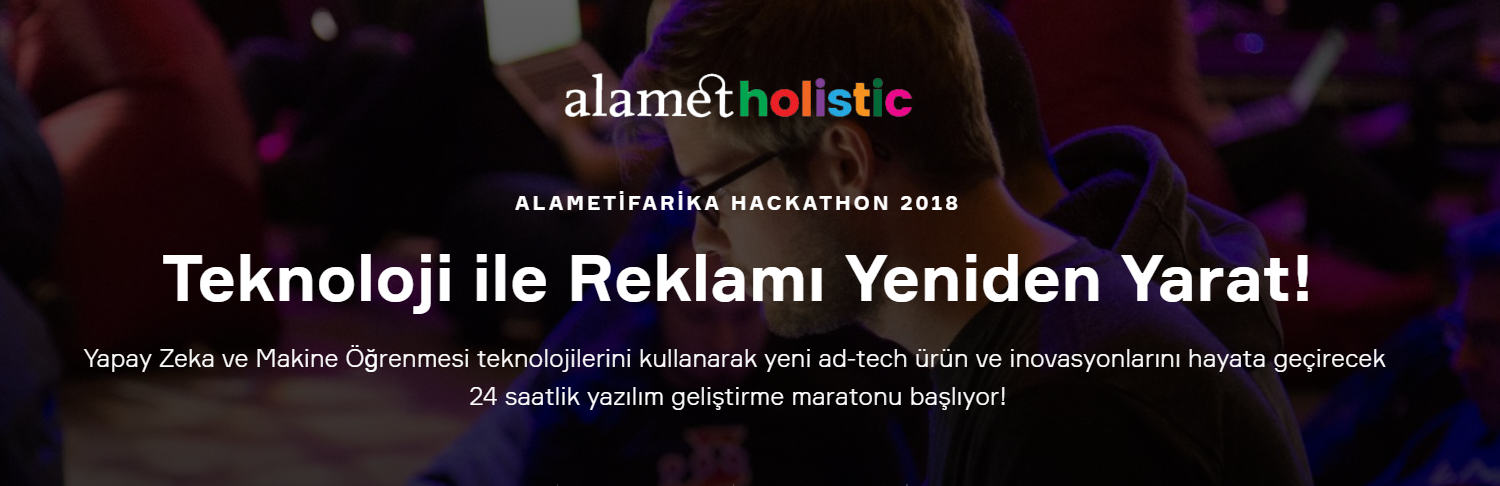 alametholistic
ALAMETİFARİKA HACKATHON 2018
Teknoloji ile Reklamı Yeniden Yarat!
Yapay Zeka ve Makine Öğrenmesi teknolojilerini kullanarak yeni ad-tech ürün ve inovasyonlarını hayata geçirecek
24 saatlik yazılım geliştirme maratonu başlıyor!